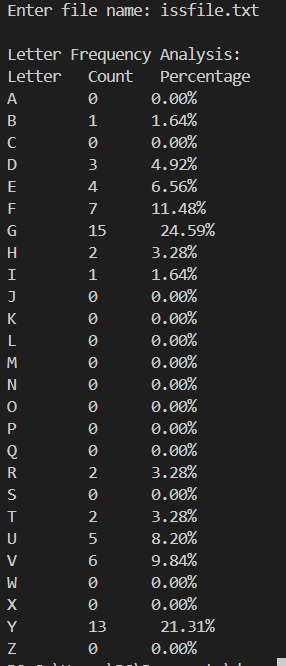 Enter file name: issfile.txt
Letter Frequency Analysis:
Letter Count Percentage
A 0 0.00%
B 1 1.64%
C 0 0.00%
D 3 4.92%
E 4 6.56%
F 7 11.48%
G 15 24.59%
H 2 3.28%
I 1 1.64%
J 0 0.00%
K 0 0.00%
L 0 0.00%
M 0 0.00%
N 0 0.00%
O 0 0.00%
P 0 0.00%
Q 0 0.00%
R 2 3.28%
S 0 0.00%
T 2 3.28%
U 5 8.20%
V 6 9.84%
W 0 0.00%
X 0 0.00%
Y 13 21.31%
Z 0 0.00%